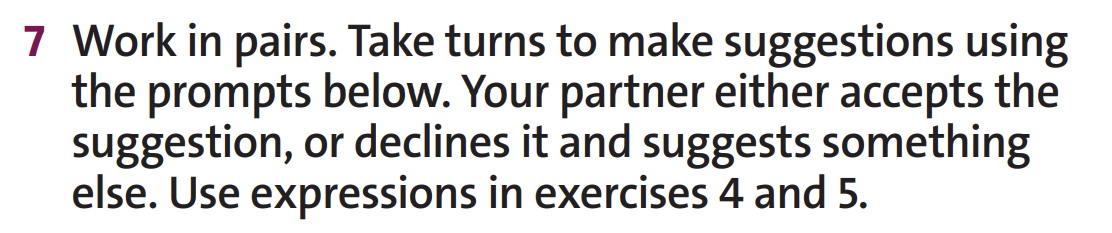 7 Work in pairs. Take turns to make suggestions using
the prompts below. Your partner either accepts the
suggestion, or declines it and suggests something
else. Use expressions in exercises 4 and 5.